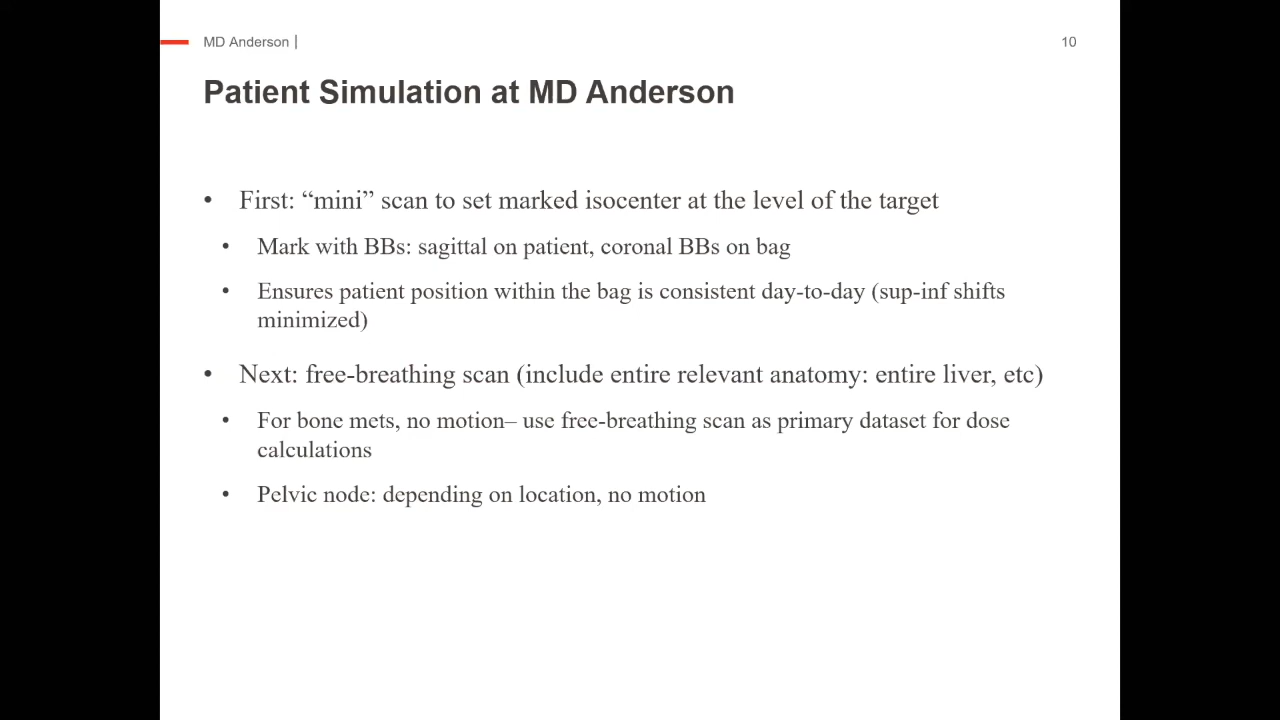 MD Anderson |
10
Patient Simulation at MD Anderson
• First: “mini” scan to set marked isocenter at the level of the target
• Mark with BBs: sagittal on patient, coronal BBs on bag
• Ensures patient position within the bag is consistent day-to-day (sup-inf shifts
minimized)
• Next: free-breathing scan (include entire relevant anatomy: entire liver, etc)
• For bone mets, no motion– use free-breathing scan as primary dataset for dose
calculations
• Pelvic node: depending on location, no motion